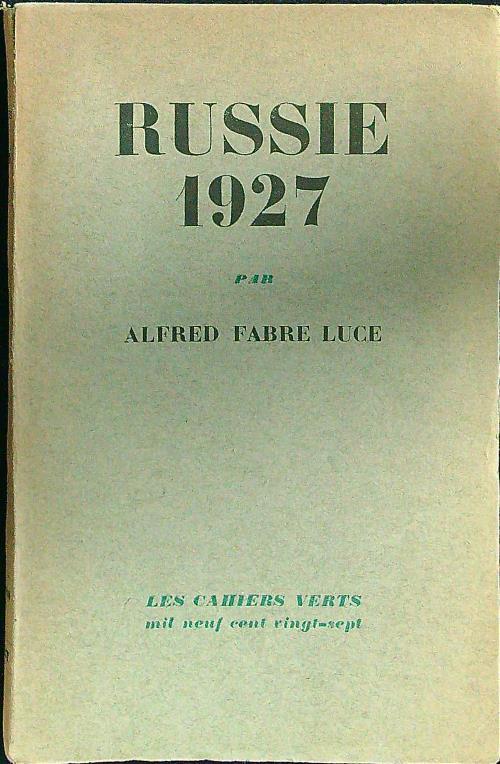 RUSSIE
1927
PAR
ALFRED FABRE LUCE
LES CAHIERS VERTS
mil neuf cent vingt-sept